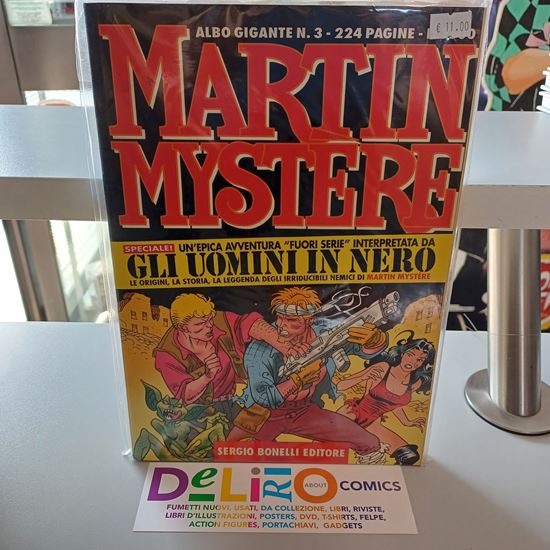 ALBO GIGANTE N. 3 - 224 PAGINE -
€ 11.00
MARTIN
MYSTÈRE
SPECIALE! UN'EPICA AVVENTURA "FUORI SERIE" INTERPRETATA DA
GLI UOMINI IN NERO
LE ORIGINI, LA STORIA, LA LEGGENDA DEGLI IRRIDUCIBILI NEMICI DI MARTIN MYSTÈRE
SERGIO BONELLI EDITORE
DELIRIO ABOUT COMICS
FUMETTI NUOVI, USATI, DA COLLEZIONE, LIBRI, RIVISTE,
LIBRI D'ILLUSTRAZIONI, POSTERS, DVD, T-SHIRTS, FELPE,
ACTION FIGURES, PORTACHIAVI, GADGETS